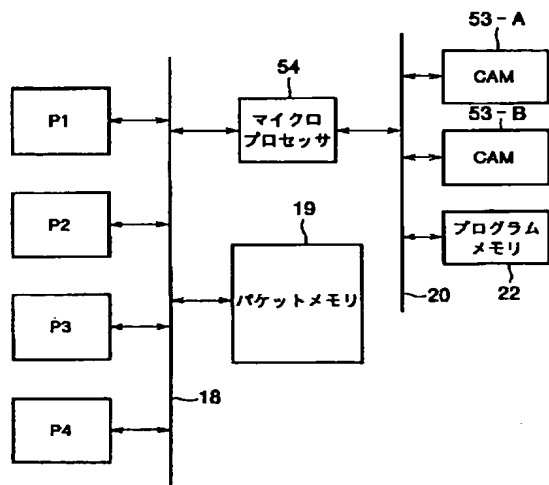 53-A
CAM
53-B
CAM
54
マイクロ
プロセッサ
P1
P2
19
パケットメモリ
プログラム
メモリ
22
20
P3
18
P4